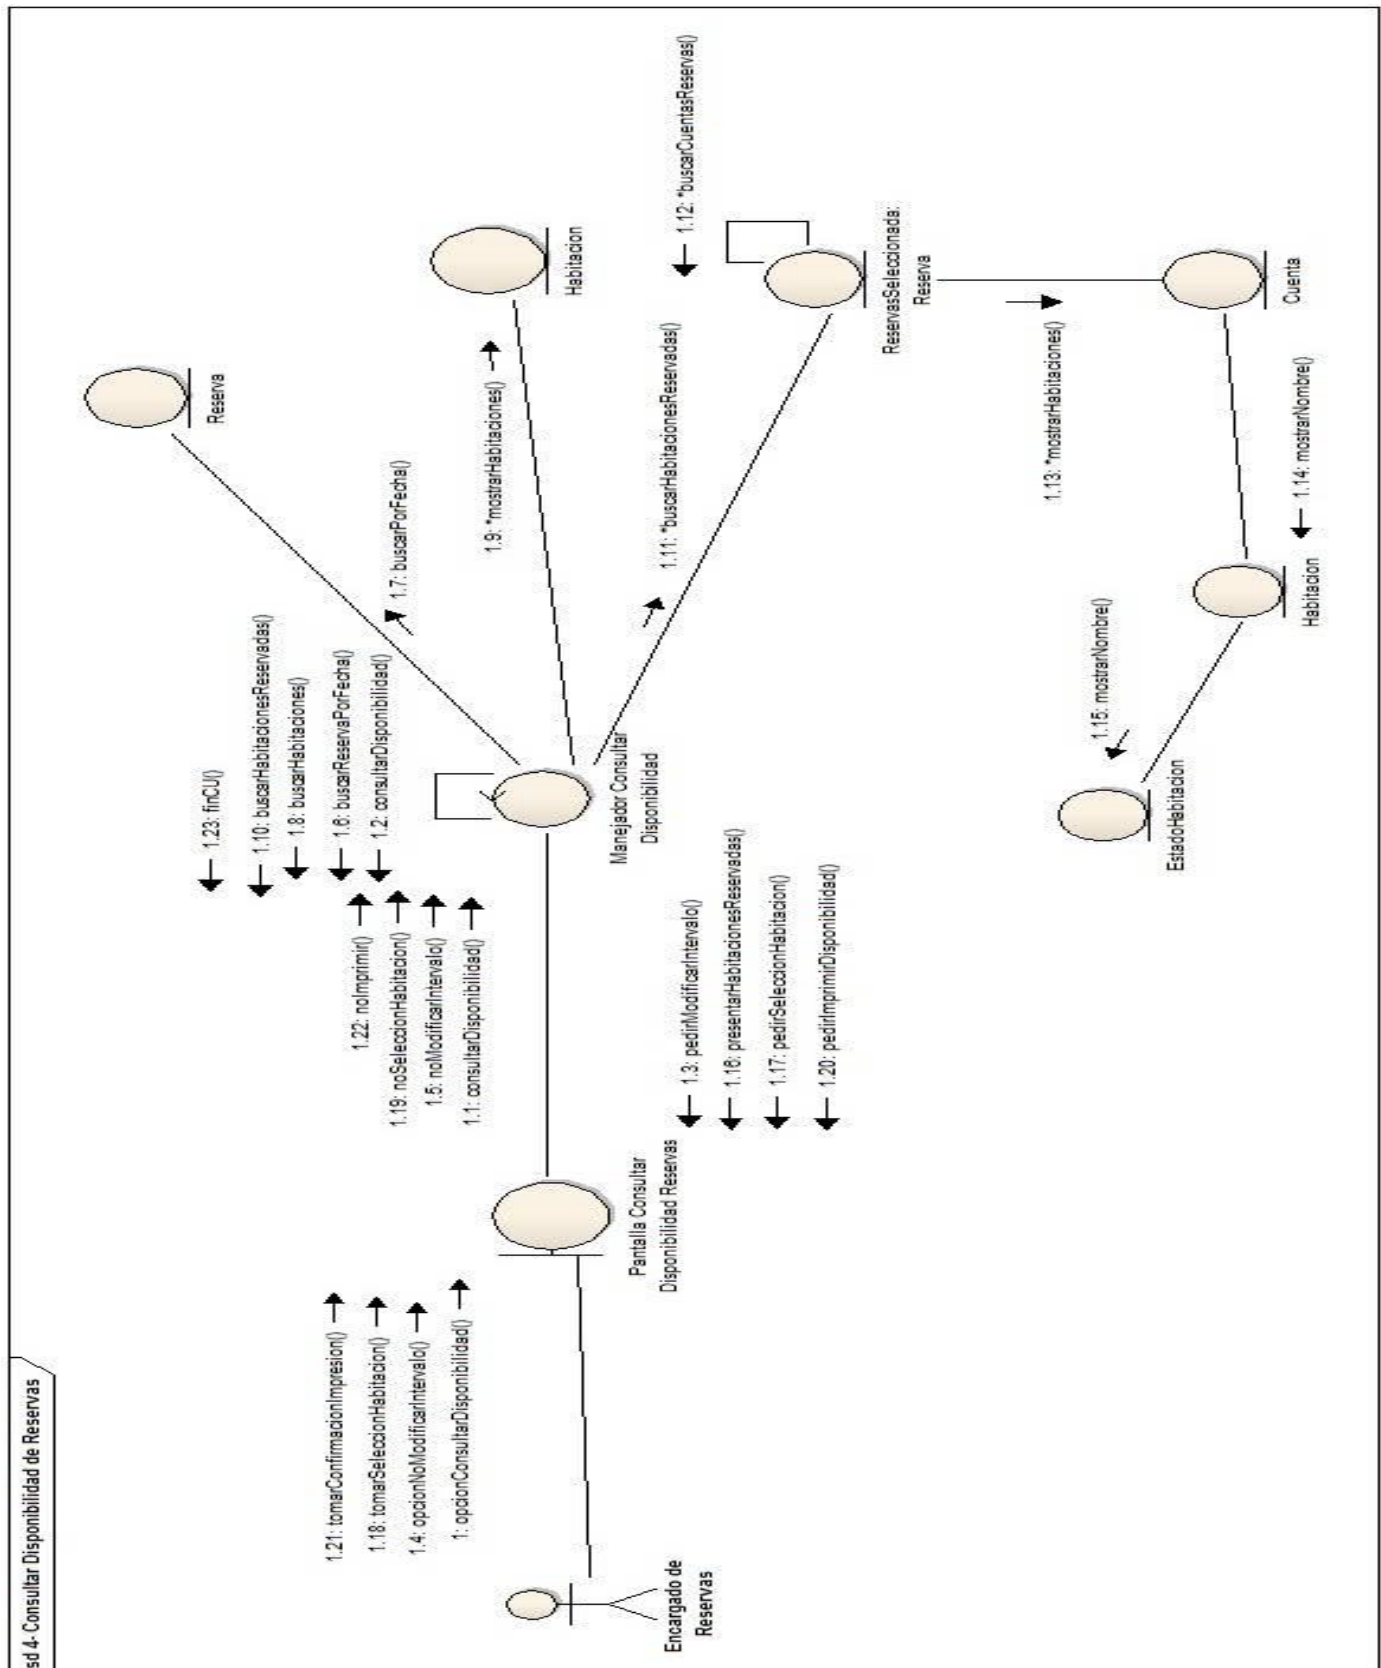 sd 4- Consultar Disponibilidad de Reservas
1.21: tomarConfirmacionImpresion()
1.18: tomarSeleccionHabitacion()
1.4: opcionNoModificarIntervalo()
1: opcionConsultarDisponibilidad()
Encargado de
Reservas
Pantalla Consultar
Disponibilidad Reservas
1.22: noImprimir()
1.19: noSeleccionHabitacion()
1.5: noModificarIntervalo()
1.1: consultarDisponibilidad()
1.3: pedirModificarIntervalo()
1.16: presentarHabitacionesReservadas()
1.17: pedirSeleccionHabitacion()
1.20: pedirImprimirDisponibilidad()
1.23: finCU()
1.10: buscarHabitacionesReservadas()
1.8: buscarHabitaciones()
1.6: buscarReservaPorFecha()
1.2: consultarDisponibilidad()
Manejador Consultar
Disponibilidad
1.7: buscarPorFecha()
Reserva
1.9: *mostrarHabitaciones()
Habitacion
1.11: *buscarHabitacionesReservadas()
1.12: *buscarCuentasReservas()
ReservasSeleccionada:
Reserva
1.13: *mostrarHabitaciones()
Cuenta
1.14: mostrarNombre()
Habitacion
1.15: mostrarNombre()
EstadoHabitacion